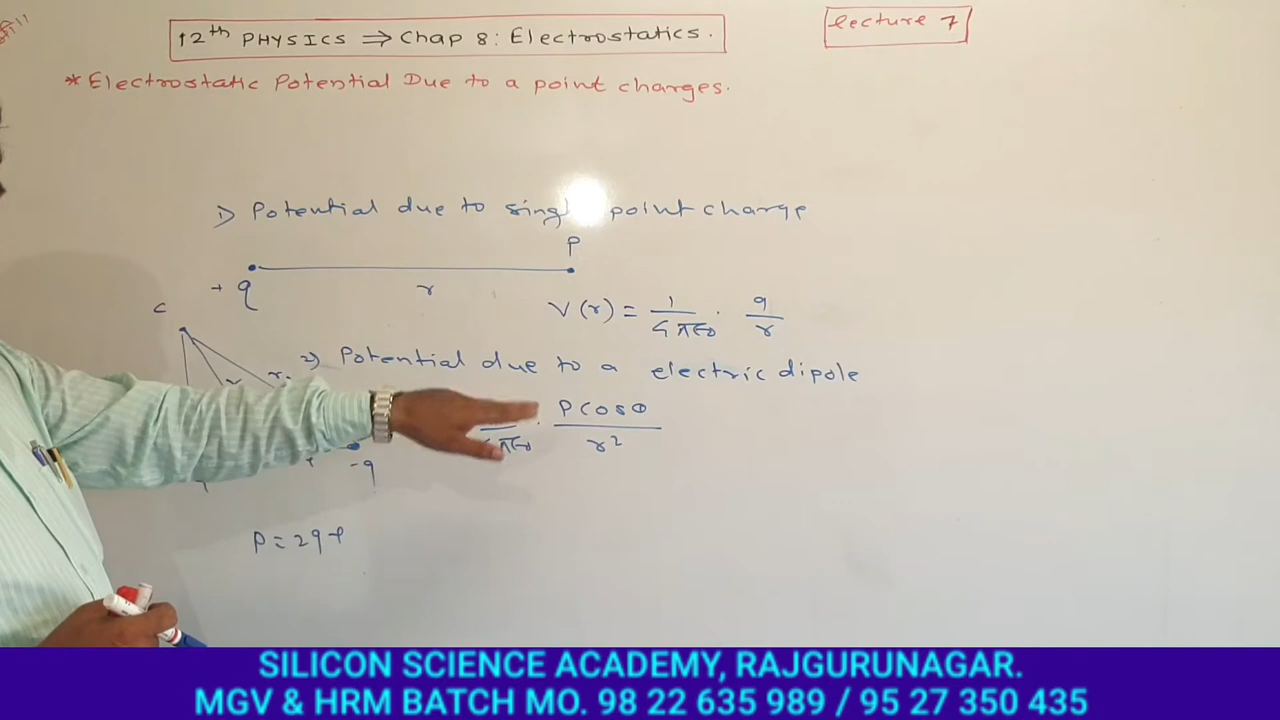 12th PHYSICS ⇒ Chap 8: Electrostatics.
lecture 7
* Electrostatic Potential Due to a point charges.
1) Potential due to point charge
P
+ q
r
V(r) = 1/4πϵ0 · q/r
C
2) Potential due to a electric dipole
r
P cosθ / r2
-q
P = 2ql
SILICON SCIENCE ACADEMY, RAJGURUNAGAR.
MGV & HRM BATCH MO. 98 22 635 989 / 95 27 350 435